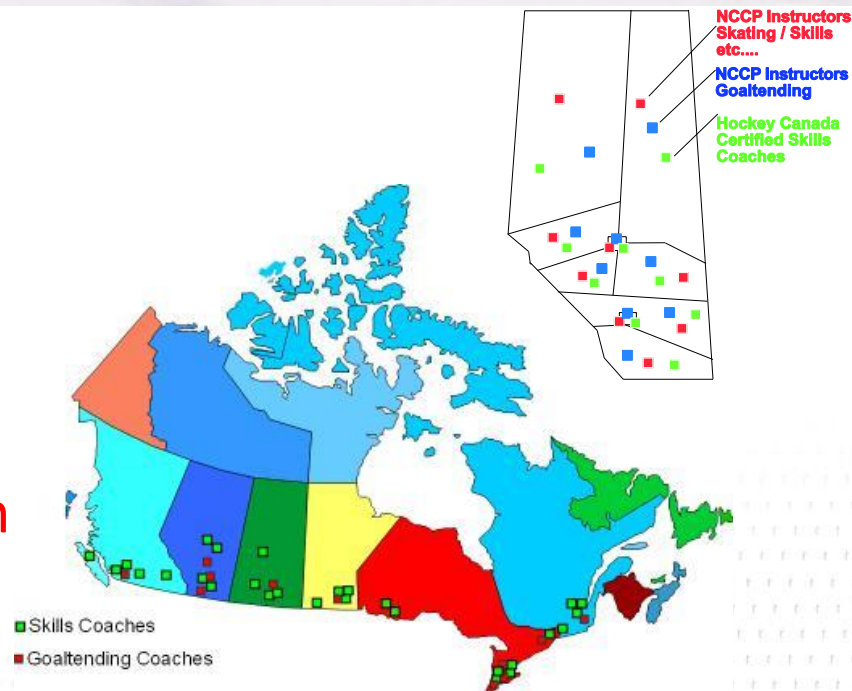 NCCP Instructors
Skating / Skills
etc....
NCCP Instructors
Goaltending
Hockey Canada
Certified Skills
Coaches
Skills Coaches
Goaltending Coaches